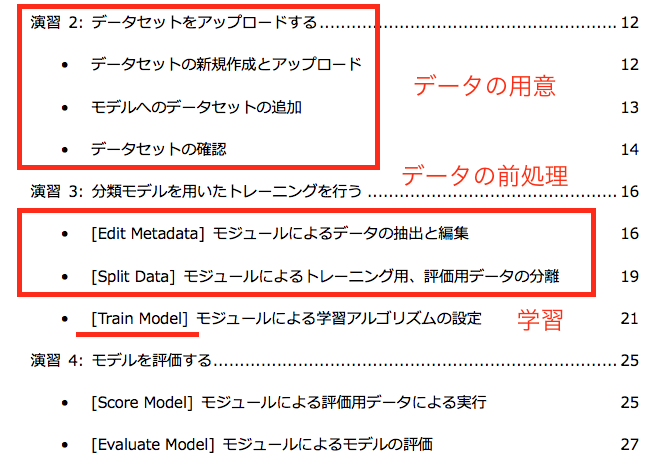 演習 2: データセットをアップロードする ........................................ 12
• データセットの新規作成とアップロード 12
データの用意
• モデルへのデータセットの追加 13
• データセットの確認 14
データの前処理
演習 3: 分類モデルを用いたトレーニングを行う ........................................ 16
• [Edit Metadata] モジュールによるデータの抽出と編集 16
• [Split Data] モジュールによるトレーニング用、評価用データの分離 19
• [Train Model] モジュールによる学習アルゴリズムの設定 21
学習
演習 4: モデルを評価する ........................................ 25
• [Score Model] モジュールによる評価用データによる実行 25
• [Evaluate Model] モジュールによるモデルの評価 27